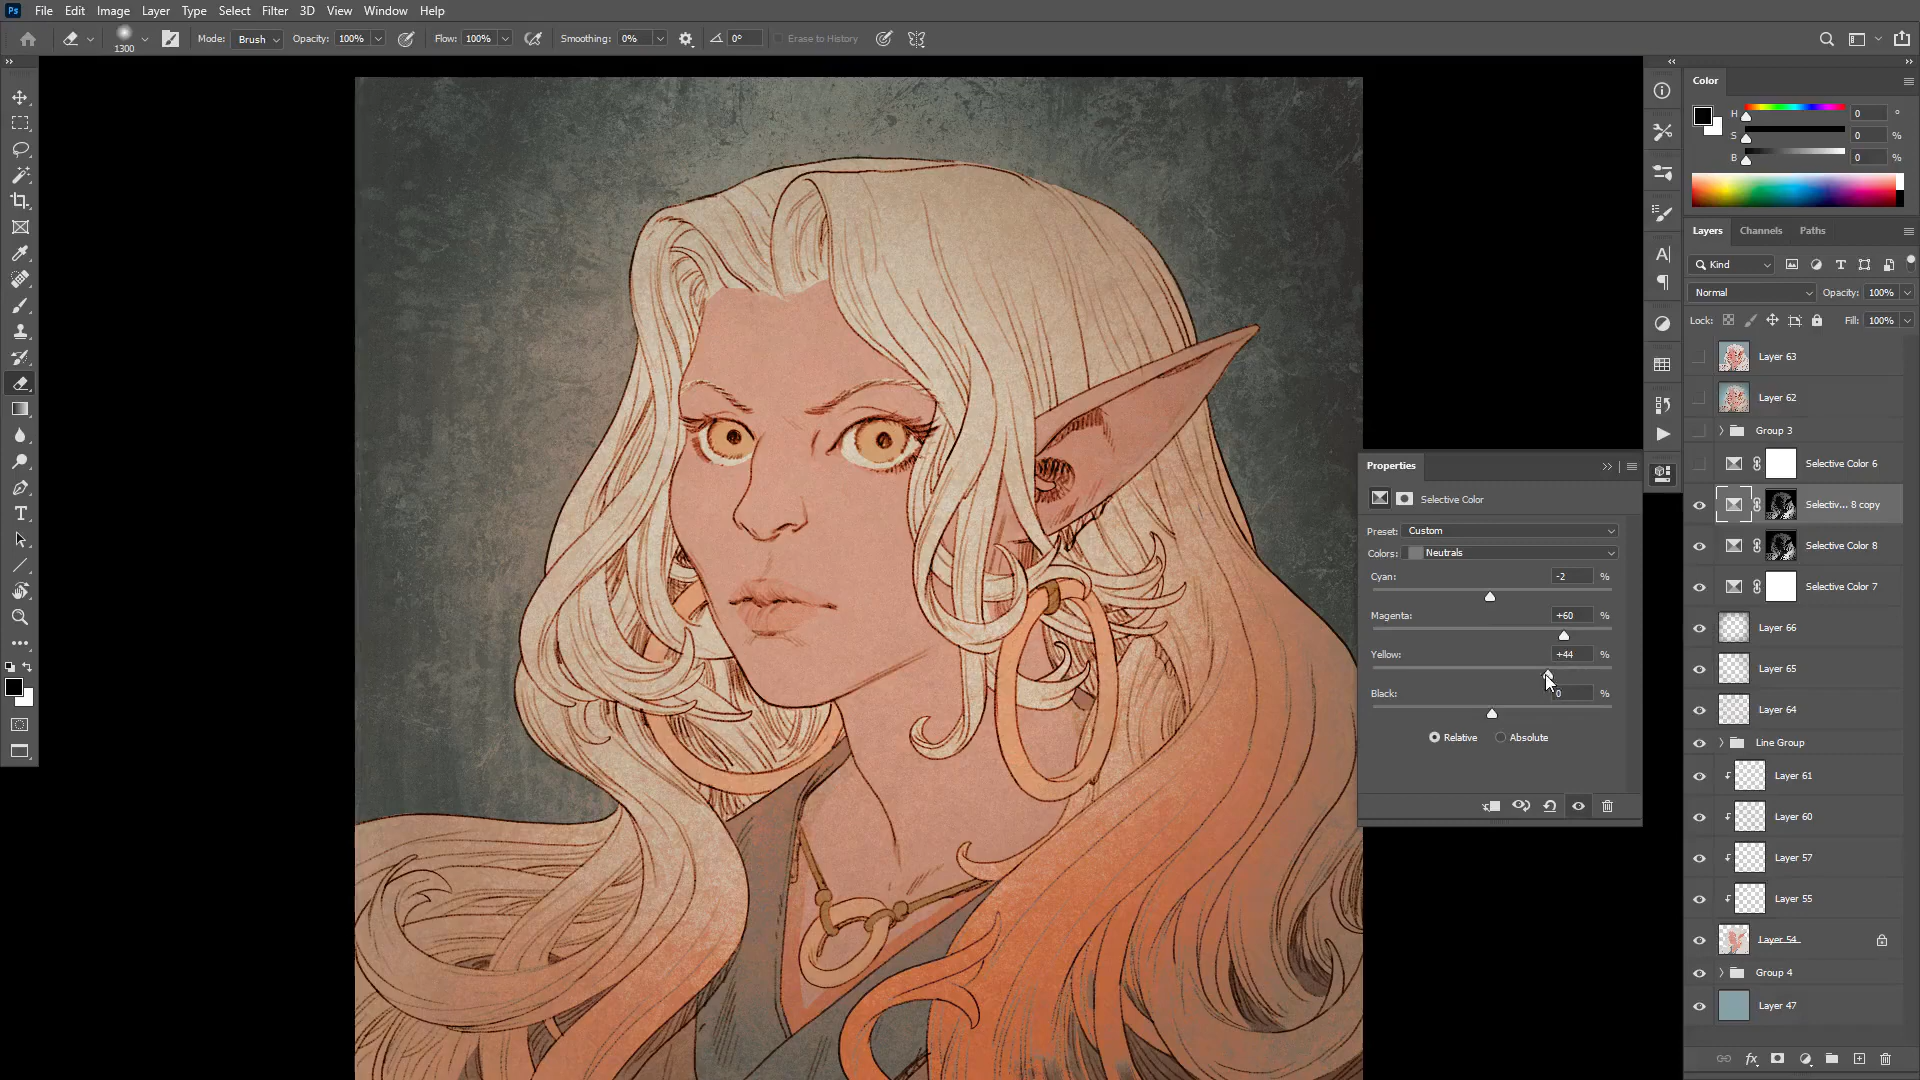 Ps File Edit Image Layer Type Select Filter 3D View Window Help
1300 Mode: Brush Opacity: 100% Flow: 100% Smoothing: 0% 0° Erase to History
Color
H 0 °
S 0 %
B 0 %
Layers Channels Paths
Kind
Normal Opacity: 100%
Lock: Fill: 100%
Layer 63
Layer 62
Group 3
Selective Color 6
Selectiv... 8 copy
Selective Color 8
Selective Color 7
Layer 66
Layer 65
Layer 64
Line Group
Layer 61
Layer 60
Layer 57
Layer 55
Layer 54
Group 4
Layer 47
Properties
Selective Color
Preset: Custom
Colors: Neutrals
Cyan: -2 %
Magenta: +60 %
Yellow: +44 %
Black: 0 %
Relative Absolute